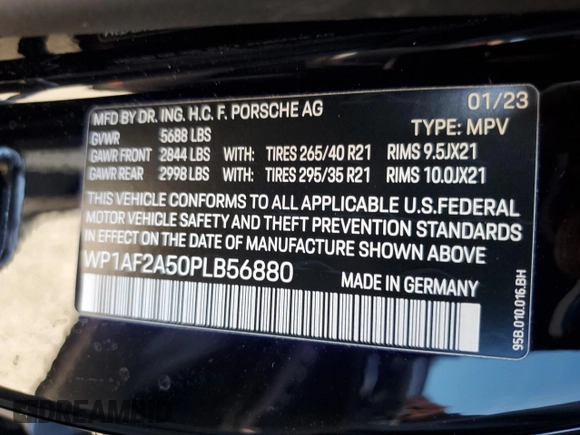 MFD BY DR. ING. H.C. F. PORSCHE AG 01/23
GVWR 5688 LBS TYPE: MPV
GAWR FRONT 2844 LBS WITH: TIRES 265/40 R21 RIMS 9.5JX21
GAWR REAR 2998 LBS WITH: TIRES 295/35 R21 RIMS 10.0JX21
THIS VEHICLE CONFORMS TO ALL APPLICABLE U.S.FEDERAL
MOTOR VEHICLE SAFETY AND THEFT PREVENTION STANDARDS
IN EFFECT ON THE DATE OF MANUFACTURE SHOWN ABOVE
WP1AF2A50PLB56880
MADE IN GERMANY
95B.010.016.BH